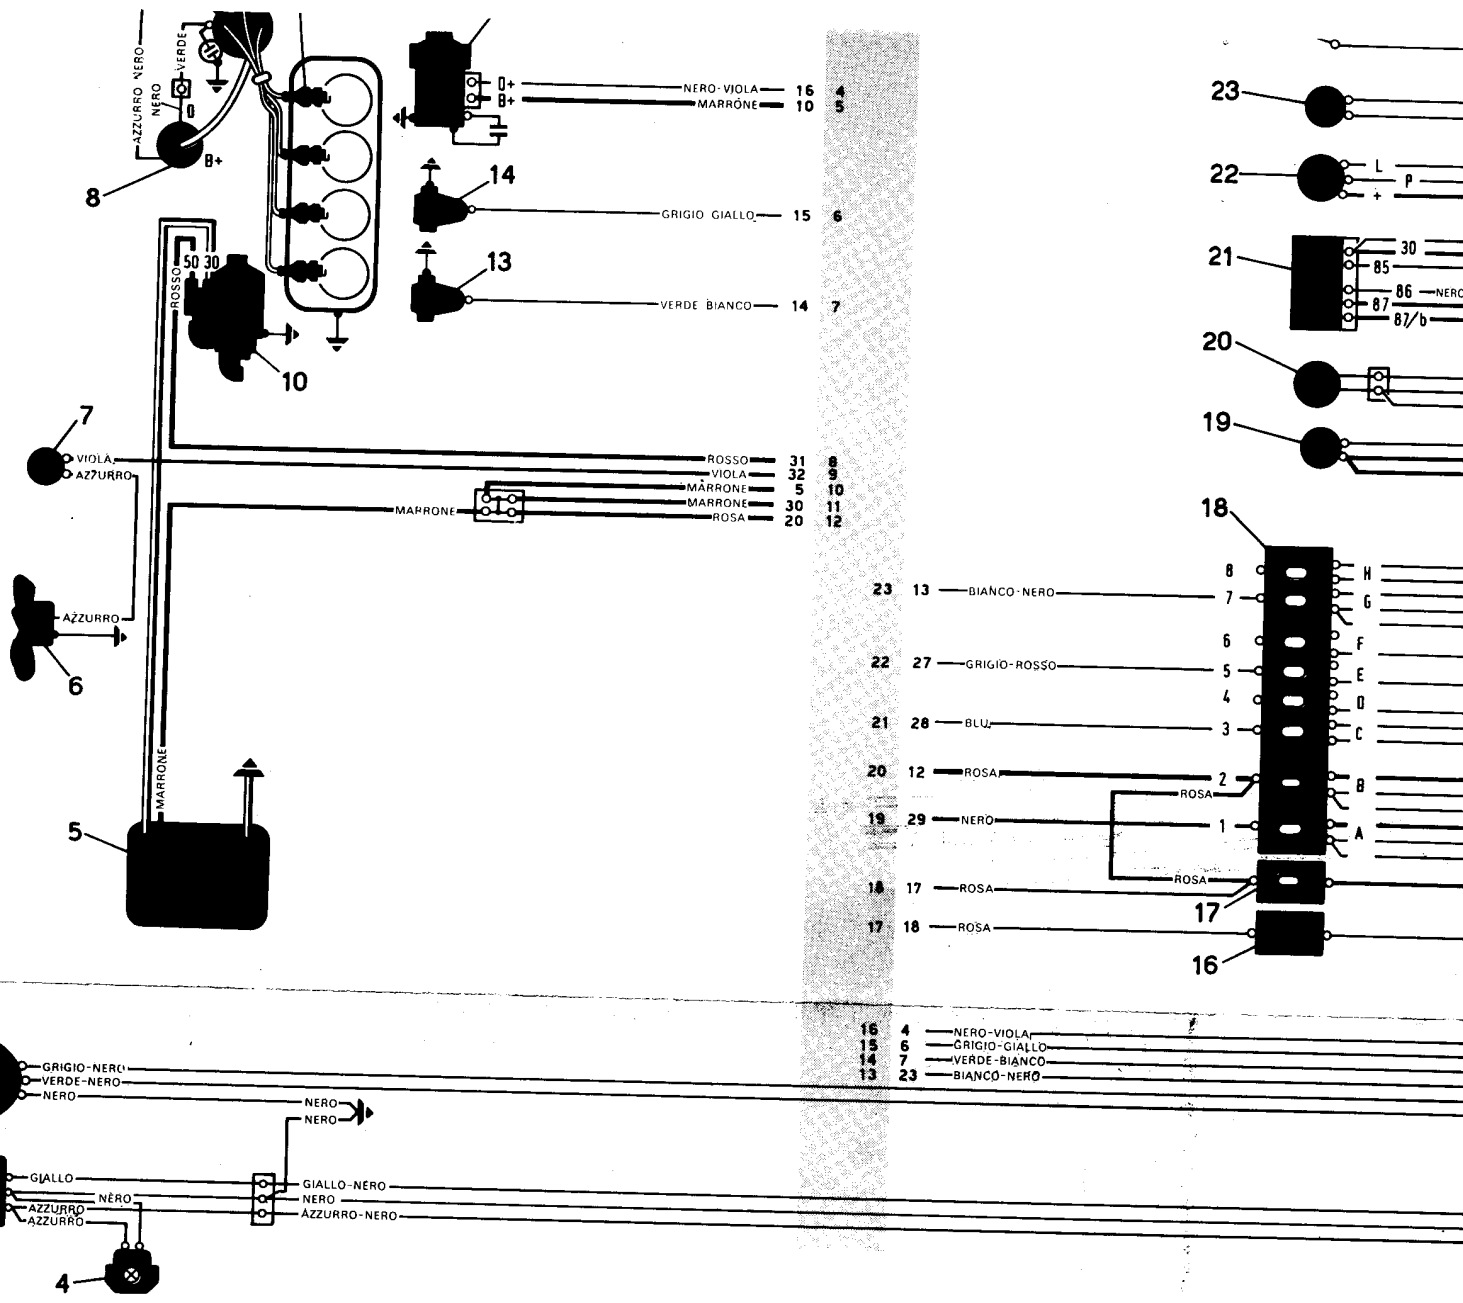 AZZURRO NERO
NERO
VERDE
D
B+
8
D+
B+
NERO-VIOLA 16 4
MARRONE 10 5
14
GRIGIO GIALLO 15 6
13
VERDE BIANCO 14 7
50 30
ROSSO
10
7
VIOLA
AZZURRO
ROSSO 31 8
VIOLA 32 9
MARRONE 5 10
MARRONE 30 11
ROSA 20 12
MARRONE
AZZURRO
6
MARRONE
5
23
22
L
P
+
21
30
85
86 NERO
87
87/b
20
19
18
23 13 BIANCO-NERO
22 27 GRIGIO-ROSSO
21 28 BLU
20 12 ROSA
19 29 NERO
18 17 ROSA
17 18 ROSA
8 H
7 G
6 F
5 E
4 D
3 C
2 B
1 A
ROSA
ROSA
17
16
16 4 NERO-VIOLA
15 6 GRIGIO-GIALLO
14 7 VERDE-BIANCO
13 23 BIANCO-NERO
GRIGIO-NERO
VERDE-NERO
NERO
NERO
NERO
GIALLO
NERO
AZZURRO
AZZURRO
GIALLO-NERO
NERO
AZZURRO-NERO
4